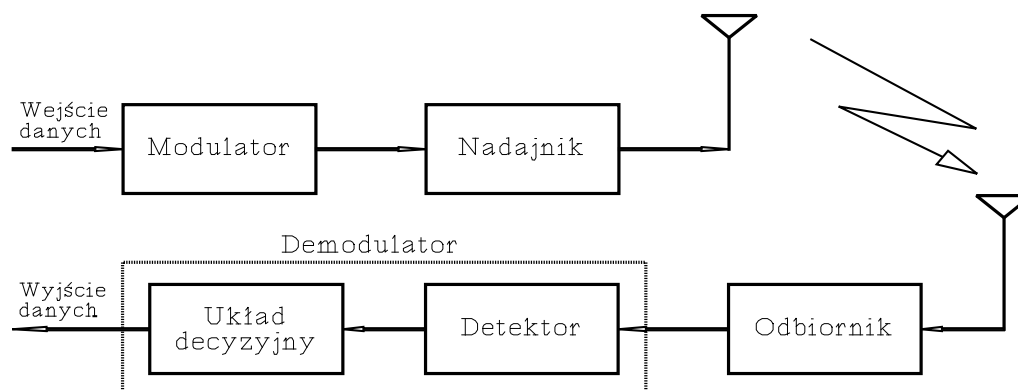 Wejście
danych
Modulator
Nadajnik
Demodulator
Wyjście
danych
Układ
decyzyjny
Detektor
Odbiornik